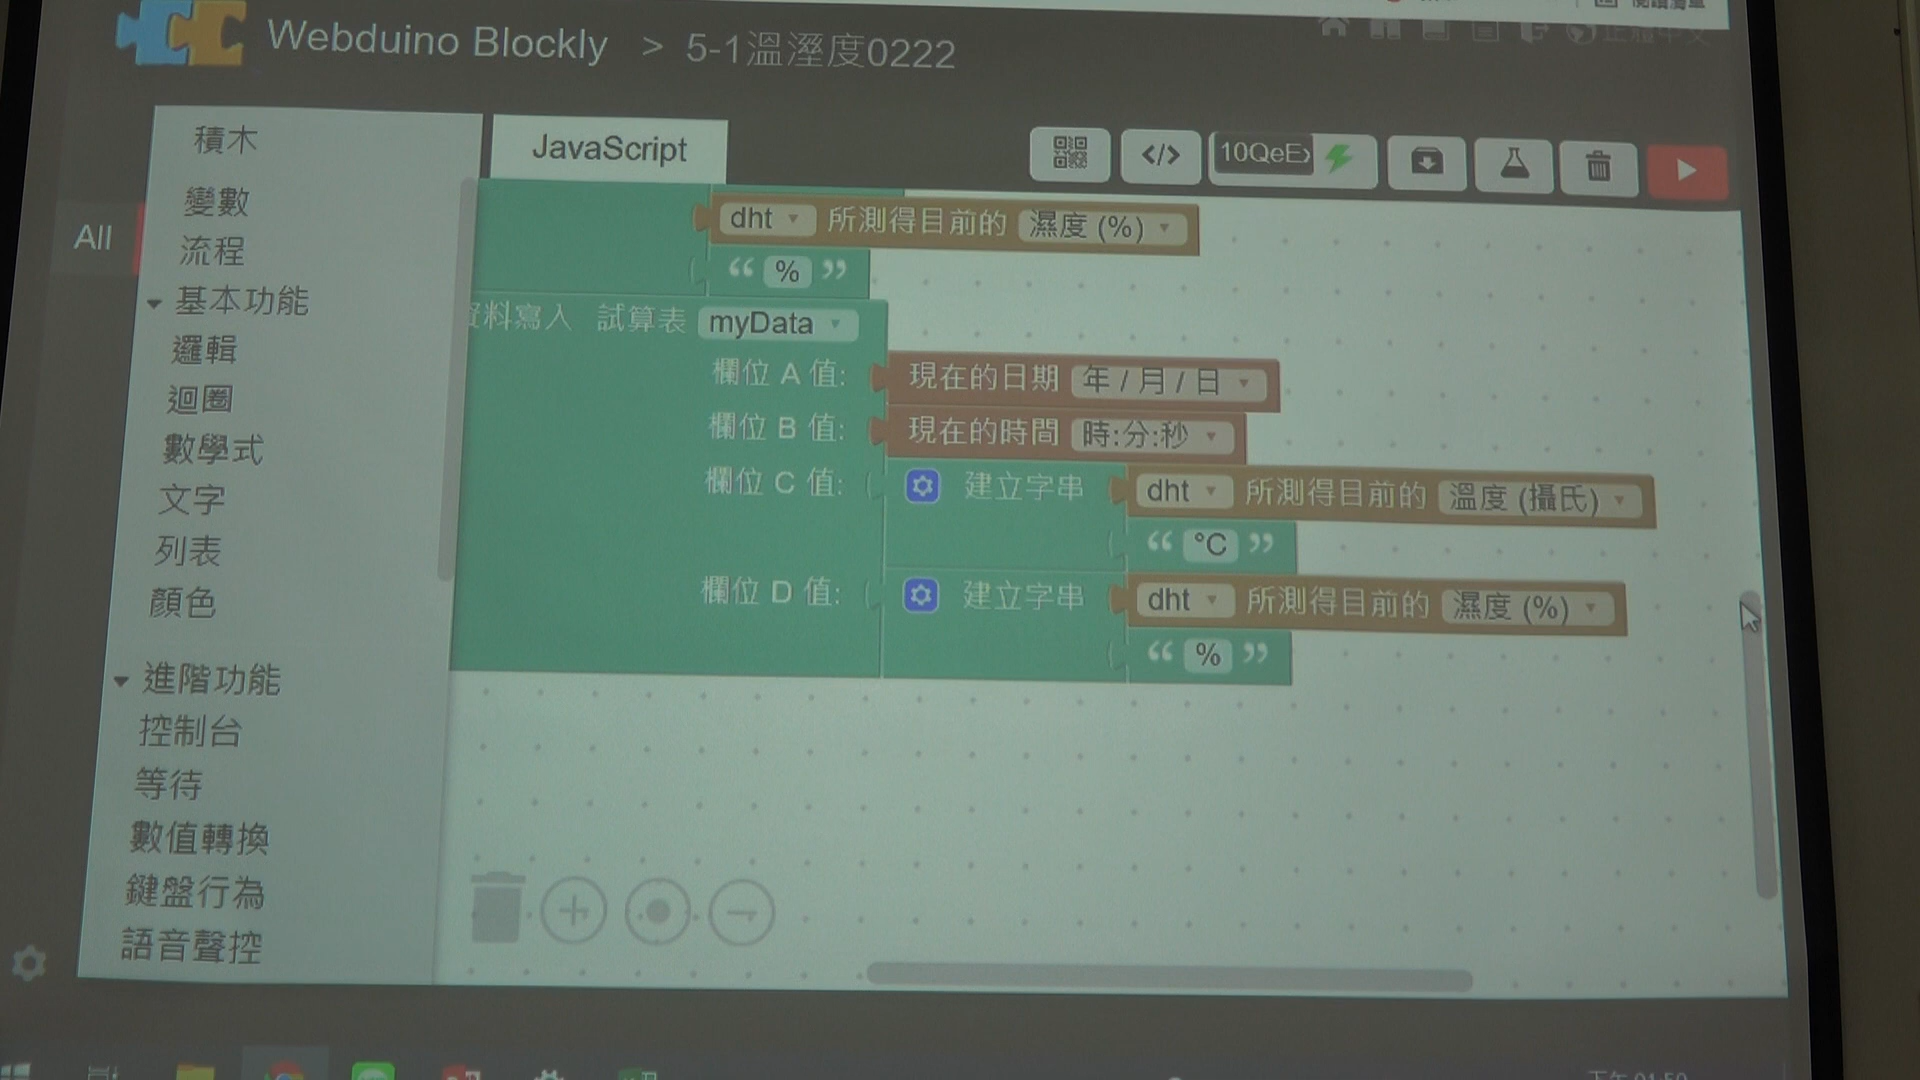 Webduino Blockly > 5-1溫溼度0222
正體中文
積木
JavaScript
</>
10QeEx
變數
All
流程
基本功能
邏輯
迴圈
數學式
文字
列表
顏色
進階功能
控制台
等待
數值轉換
鍵盤行為
語音聲控
dht 所測得目前的 濕度 (%)
“ % ”
資料寫入 試算表 myData
欄位 A 值: 現在的日期 年 / 月 / 日
欄位 B 值: 現在的時間 時:分:秒
欄位 C 值: 建立字串 dht 所測得目前的 溫度 (攝氏)
“ °C ”
欄位 D 值: 建立字串 dht 所測得目前的 濕度 (%)
“ % ”